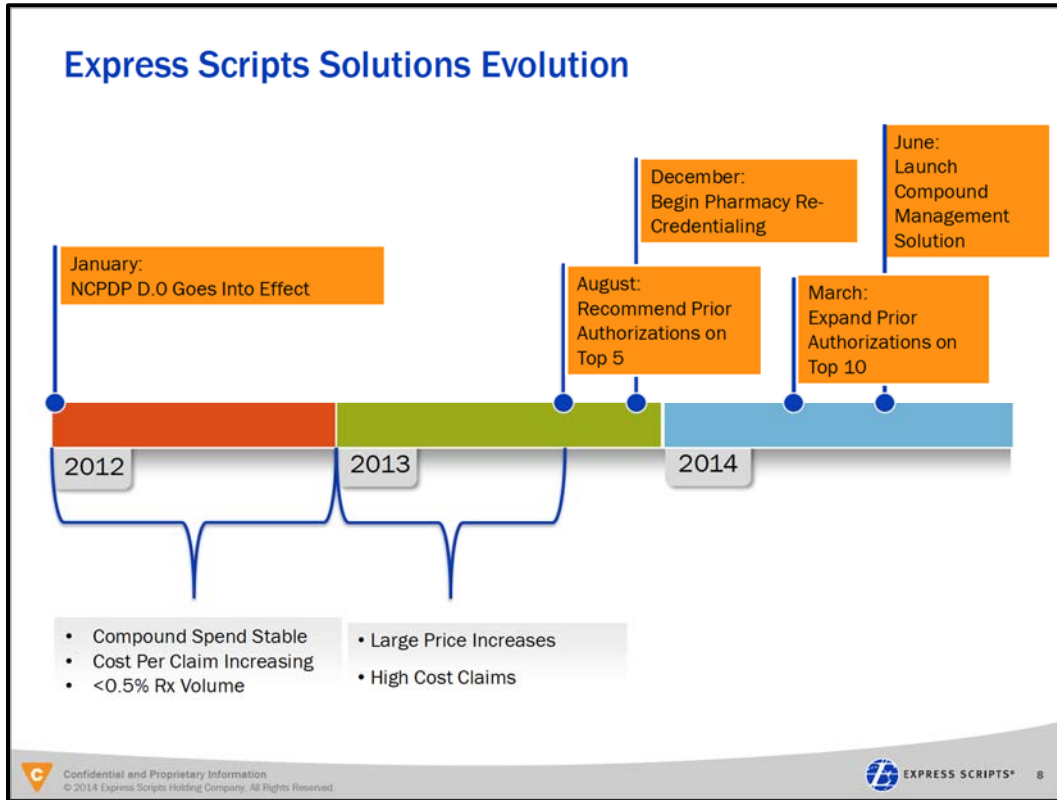 Express Scripts Solutions Evolution
January:
NCPDP D.0 Goes Into Effect
August:
Recommend Prior
Authorizations on
Top 5
December:
Begin Pharmacy Re-
Credentialing
March:
Expand Prior
Authorizations on
Top 10
June:
Launch
Compound
Management
Solution
2012
2013
2014
• Compound Spend Stable
• Cost Per Claim Increasing
• <0.5% Rx Volume
• Large Price Increases
• High Cost Claims
C
Confidential and Proprietary Information
© 2014 Express Scripts Holding Company. All Rights Reserved.
EXPRESS SCRIPTS®
8